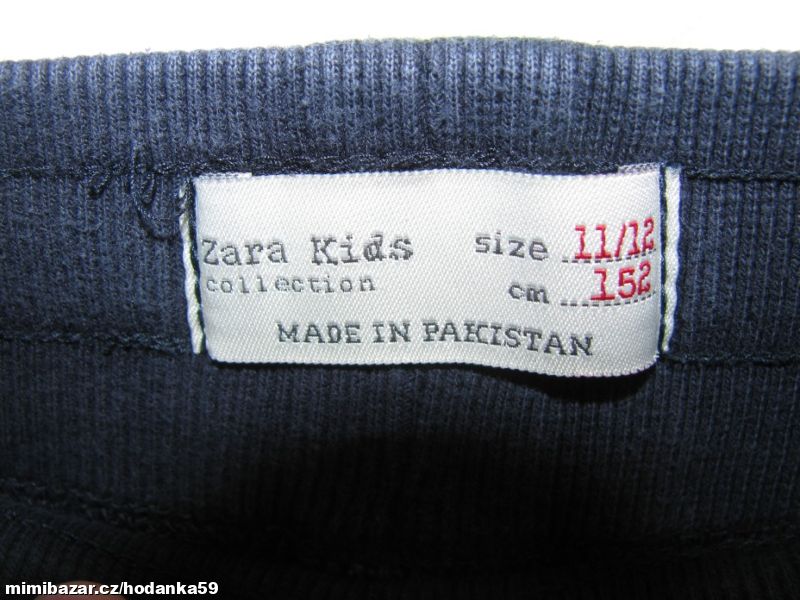 Zara Kids
collection
size 11/12
cm 152
MADE IN PAKISTAN
mimibazar.cz/hodanka59